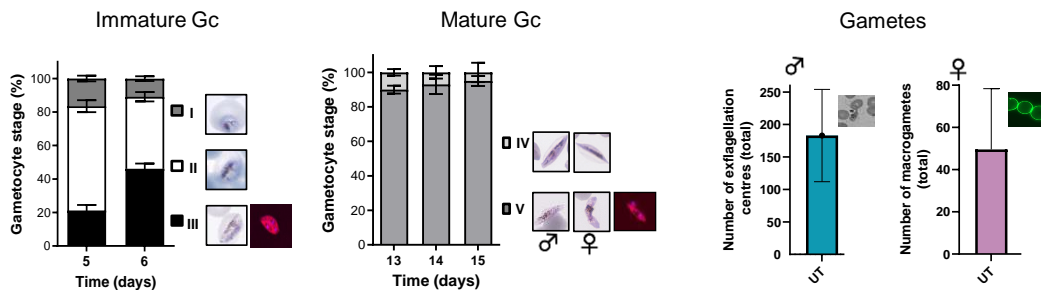 Immature Gc
Gametocyte stage (%)
100
80
60
40
20
0
5 6
Time (days)
I
II
III
Mature Gc
Gametocyte stage (%)
100
80
60
40
20
0
13 14 15
Time (days)
IV
V
♂ ♀
Gametes
♂
Number of exflagellation
centres (total)
250
200
150
100
50
0
UT
♀
Number of macrogametes
(total)
80
60
40
20
0
UT